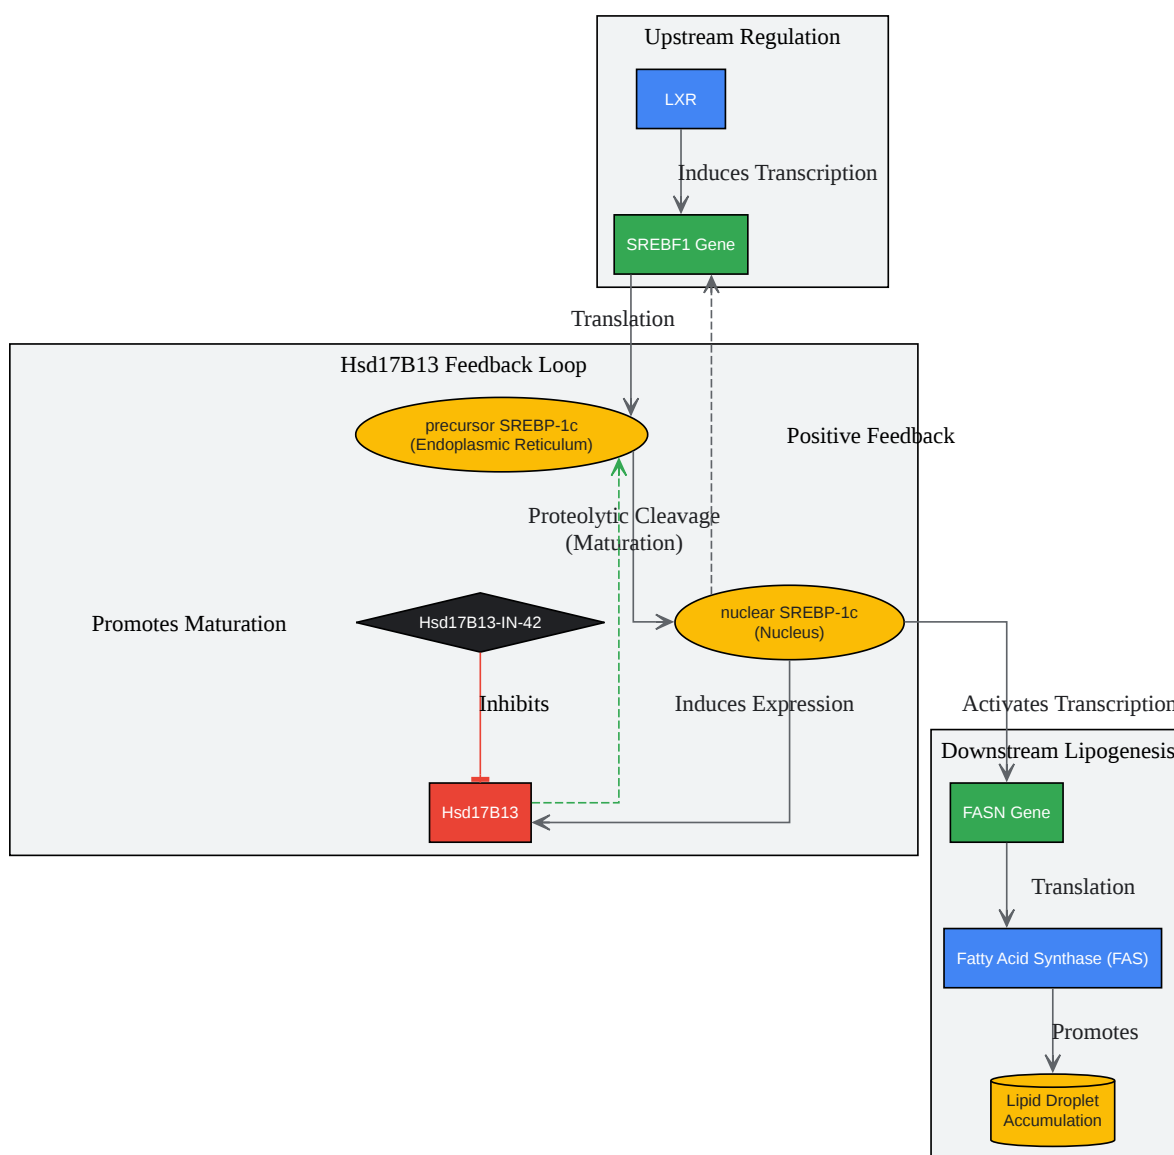 Upstream Regulation
LXR
Induces Transcription
SREBF1 Gene
Translation
Hsd17B13 Feedback Loop
precursor SREBP-1c
(Endoplasmic Reticulum)
Positive Feedback
Proteolytic Cleavage
(Maturation)
Promotes Maturation
Hsd17B13-IN-42
nuclear SREBP-1c
(Nucleus)
Inhibits
Induces Expression
Activates Transcription
Downstream Lipogenesis
Hsd17B13
FASN Gene
Translation
Fatty Acid Synthase (FAS)
Promotes
Lipid Droplet
Accumulation